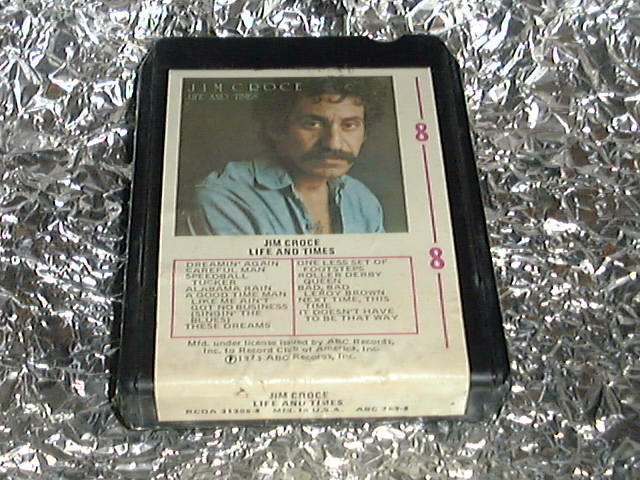 JIM CROCE
LIFE AND TIMES
8
8
JIM CROCE
LIFE AND TIMES
DREAMIN' AGAIN
CAREFUL MAN
SPEEDBALL
TUCKER
ALABAMA RAIN
A GOOD TIME MAN
LIKE ME AIN'T
GOT NO BUSINESS
(SINGIN' THE
BLUES)
THESE DREAMS
ONE LESS SET OF
FOOTSTEPS
ROLLER DERBY
QUEEN
BAD, BAD
LEROY BROWN
NEXT TIME, THIS
TIME
IT DOESN'T HAVE
TO BE THAT WAY
Mfd. under license issued by ABC Records,
Inc. to Record Club of America, Inc.
Ⓟ 1973 ABC Records, Inc.
JIM CROCE
LIFE AND TIMES
Mfd. in U.S.A. ABC